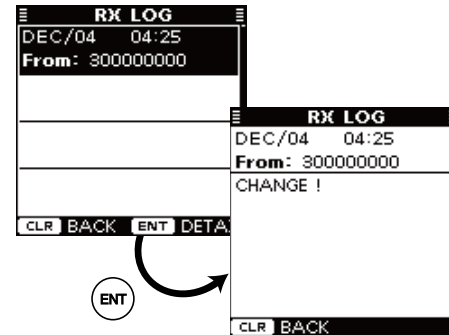 RX LOG
DEC/04 04:25
From: 300000000
CLR BACK ENT
ENT
RX LOG
DEC/04 04:25
From: 300000000
CHANGE !
CLR BACK